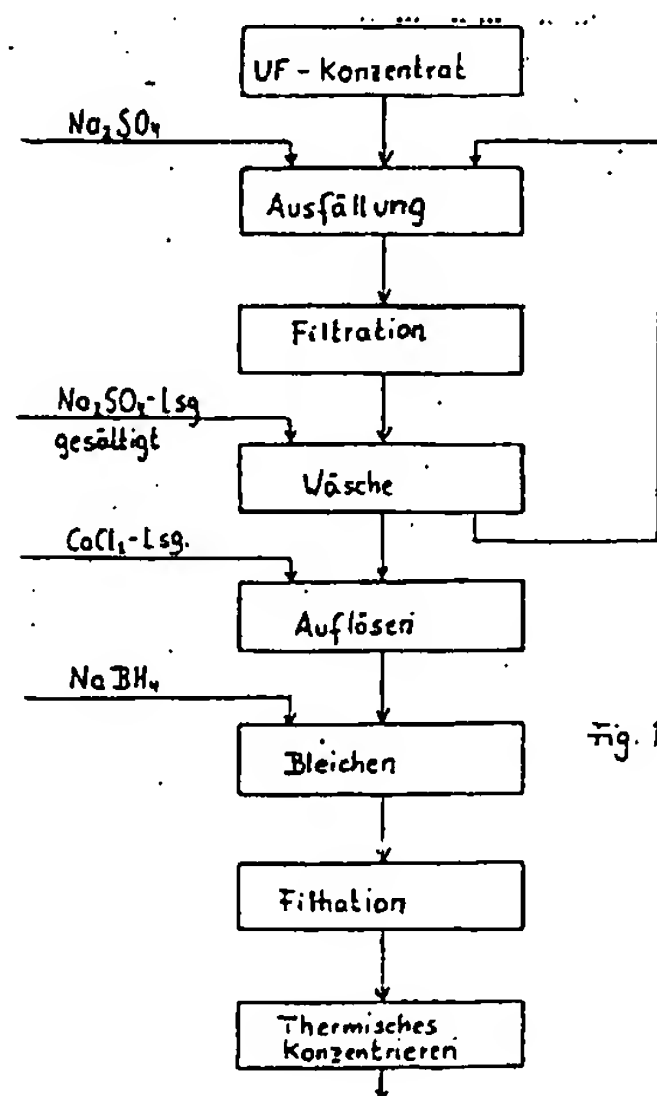 UF-Konzentrat
Na₂SO₄
Ausfällung
Filtration
Na₂SO₄-Lsg
gesättigt
Wäsche
CaCl₂-Lsg.
Auflösen
NaBH₄
Bleichen
Fig. 1
Filtration
Thermisches
Konzentrieren